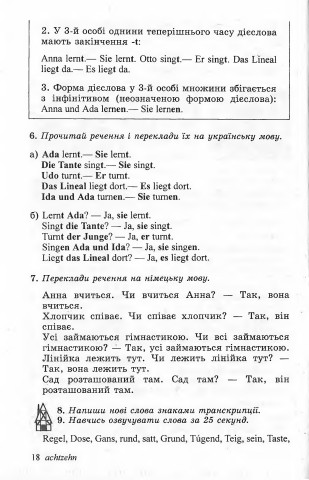 2. У 3-й особі однини теперішнього часу дієслова
мають закінчення -t:
Anna lernt.— Sie lernt. Otto singt.— Er singt. Das Lineal
liegt da.— Es liegt da.
3. Форма дієслова у 3-й особі множини збігається
з інфінітивом (неозначеною формою дієслова):
Anna und Ada lernen.— Sie lernen.
6. Прочитай речення і переклади їх на українську мову.
а) Ada lernt.— Sie lernt.
Die Tante singt.— Sie singt.
Udo turnt.— Er turnt.
Das Lineal liegt dort.— Es liegt dort.
Ida und Ada turnen.— Sie turnen.
б) Lernt Ada? — Ja, sie lernt.
Singt die Tante? — Ja, sie singt.
Turnt der Junge? — Ja, er turnt.
Singen Ada und Ida? — Ja, sie singen.
Liegt das Lineal dort? — Ja, es liegt dort.
7. Переклади речення на німецьку мову.
Анна вчиться. Чи вчиться Анна? — Так, вона
вчиться.
Хлопчик співає. Чи співає хлопчик? — Так, він
співає.
Усі займаються гімнастикою. Чи всі займаються
гімнастикою? — Так, усі займаються гімнастикою.
Лінійка лежить тут. Чи лежить лінійка тут? —
Так, вона лежить тут.
Сад розташований там. Сад там? — Так, він
розташований там.
8. Напиши нові слова знаками транскрипції.
9. Навчись озвучувати слова за 25 секунд.
Regel, Dose, Gans, rund, satt, Grund, Tugend, Teig, sein, Taste,
18 achtzehn